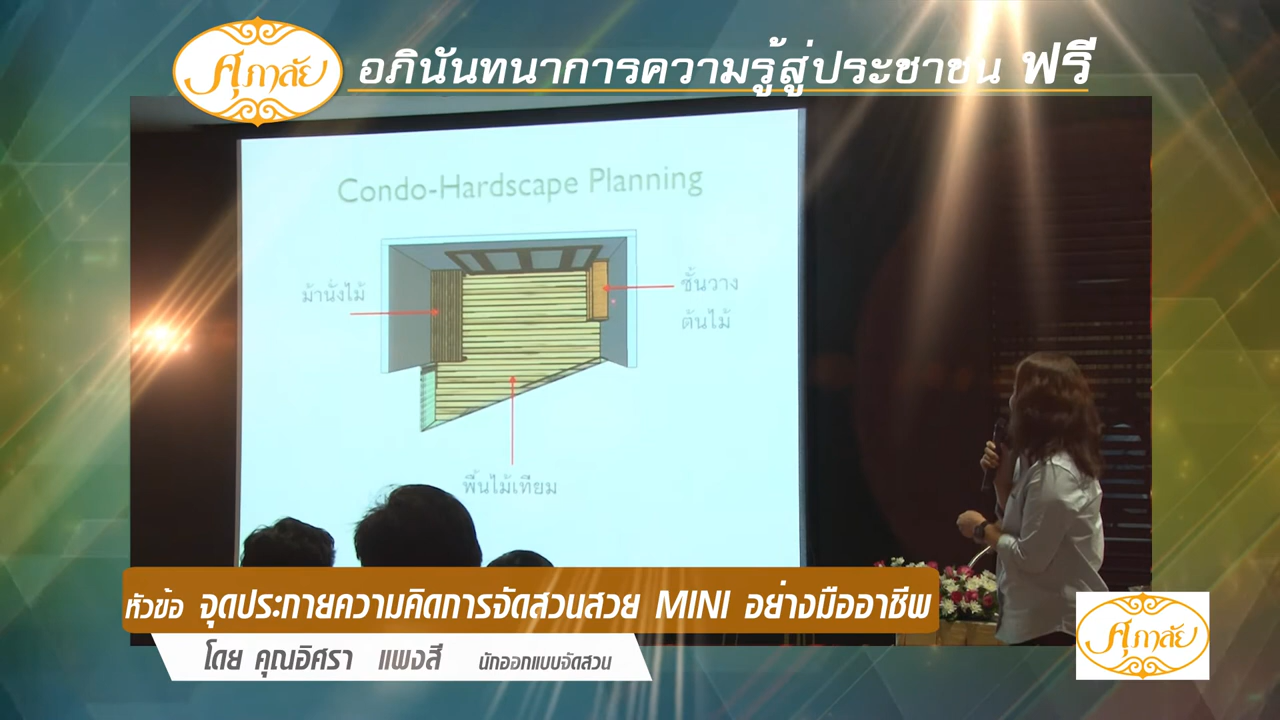 ศุภาลัย
อภินันทนาการความรู้สู่ประชาชน ฟรี
Condo-Hardscape Planning
ม้านั่งไม้
ชั้นวาง
ต้นไม้
พื้นไม้เทียม
หัวข้อ จุดประกายความคิดการจัดสวนสวย MINI อย่างมืออาชีพ
โดย คุณอิศรา แพงสี นักออกแบบจัดสวน
ศุภาลัย